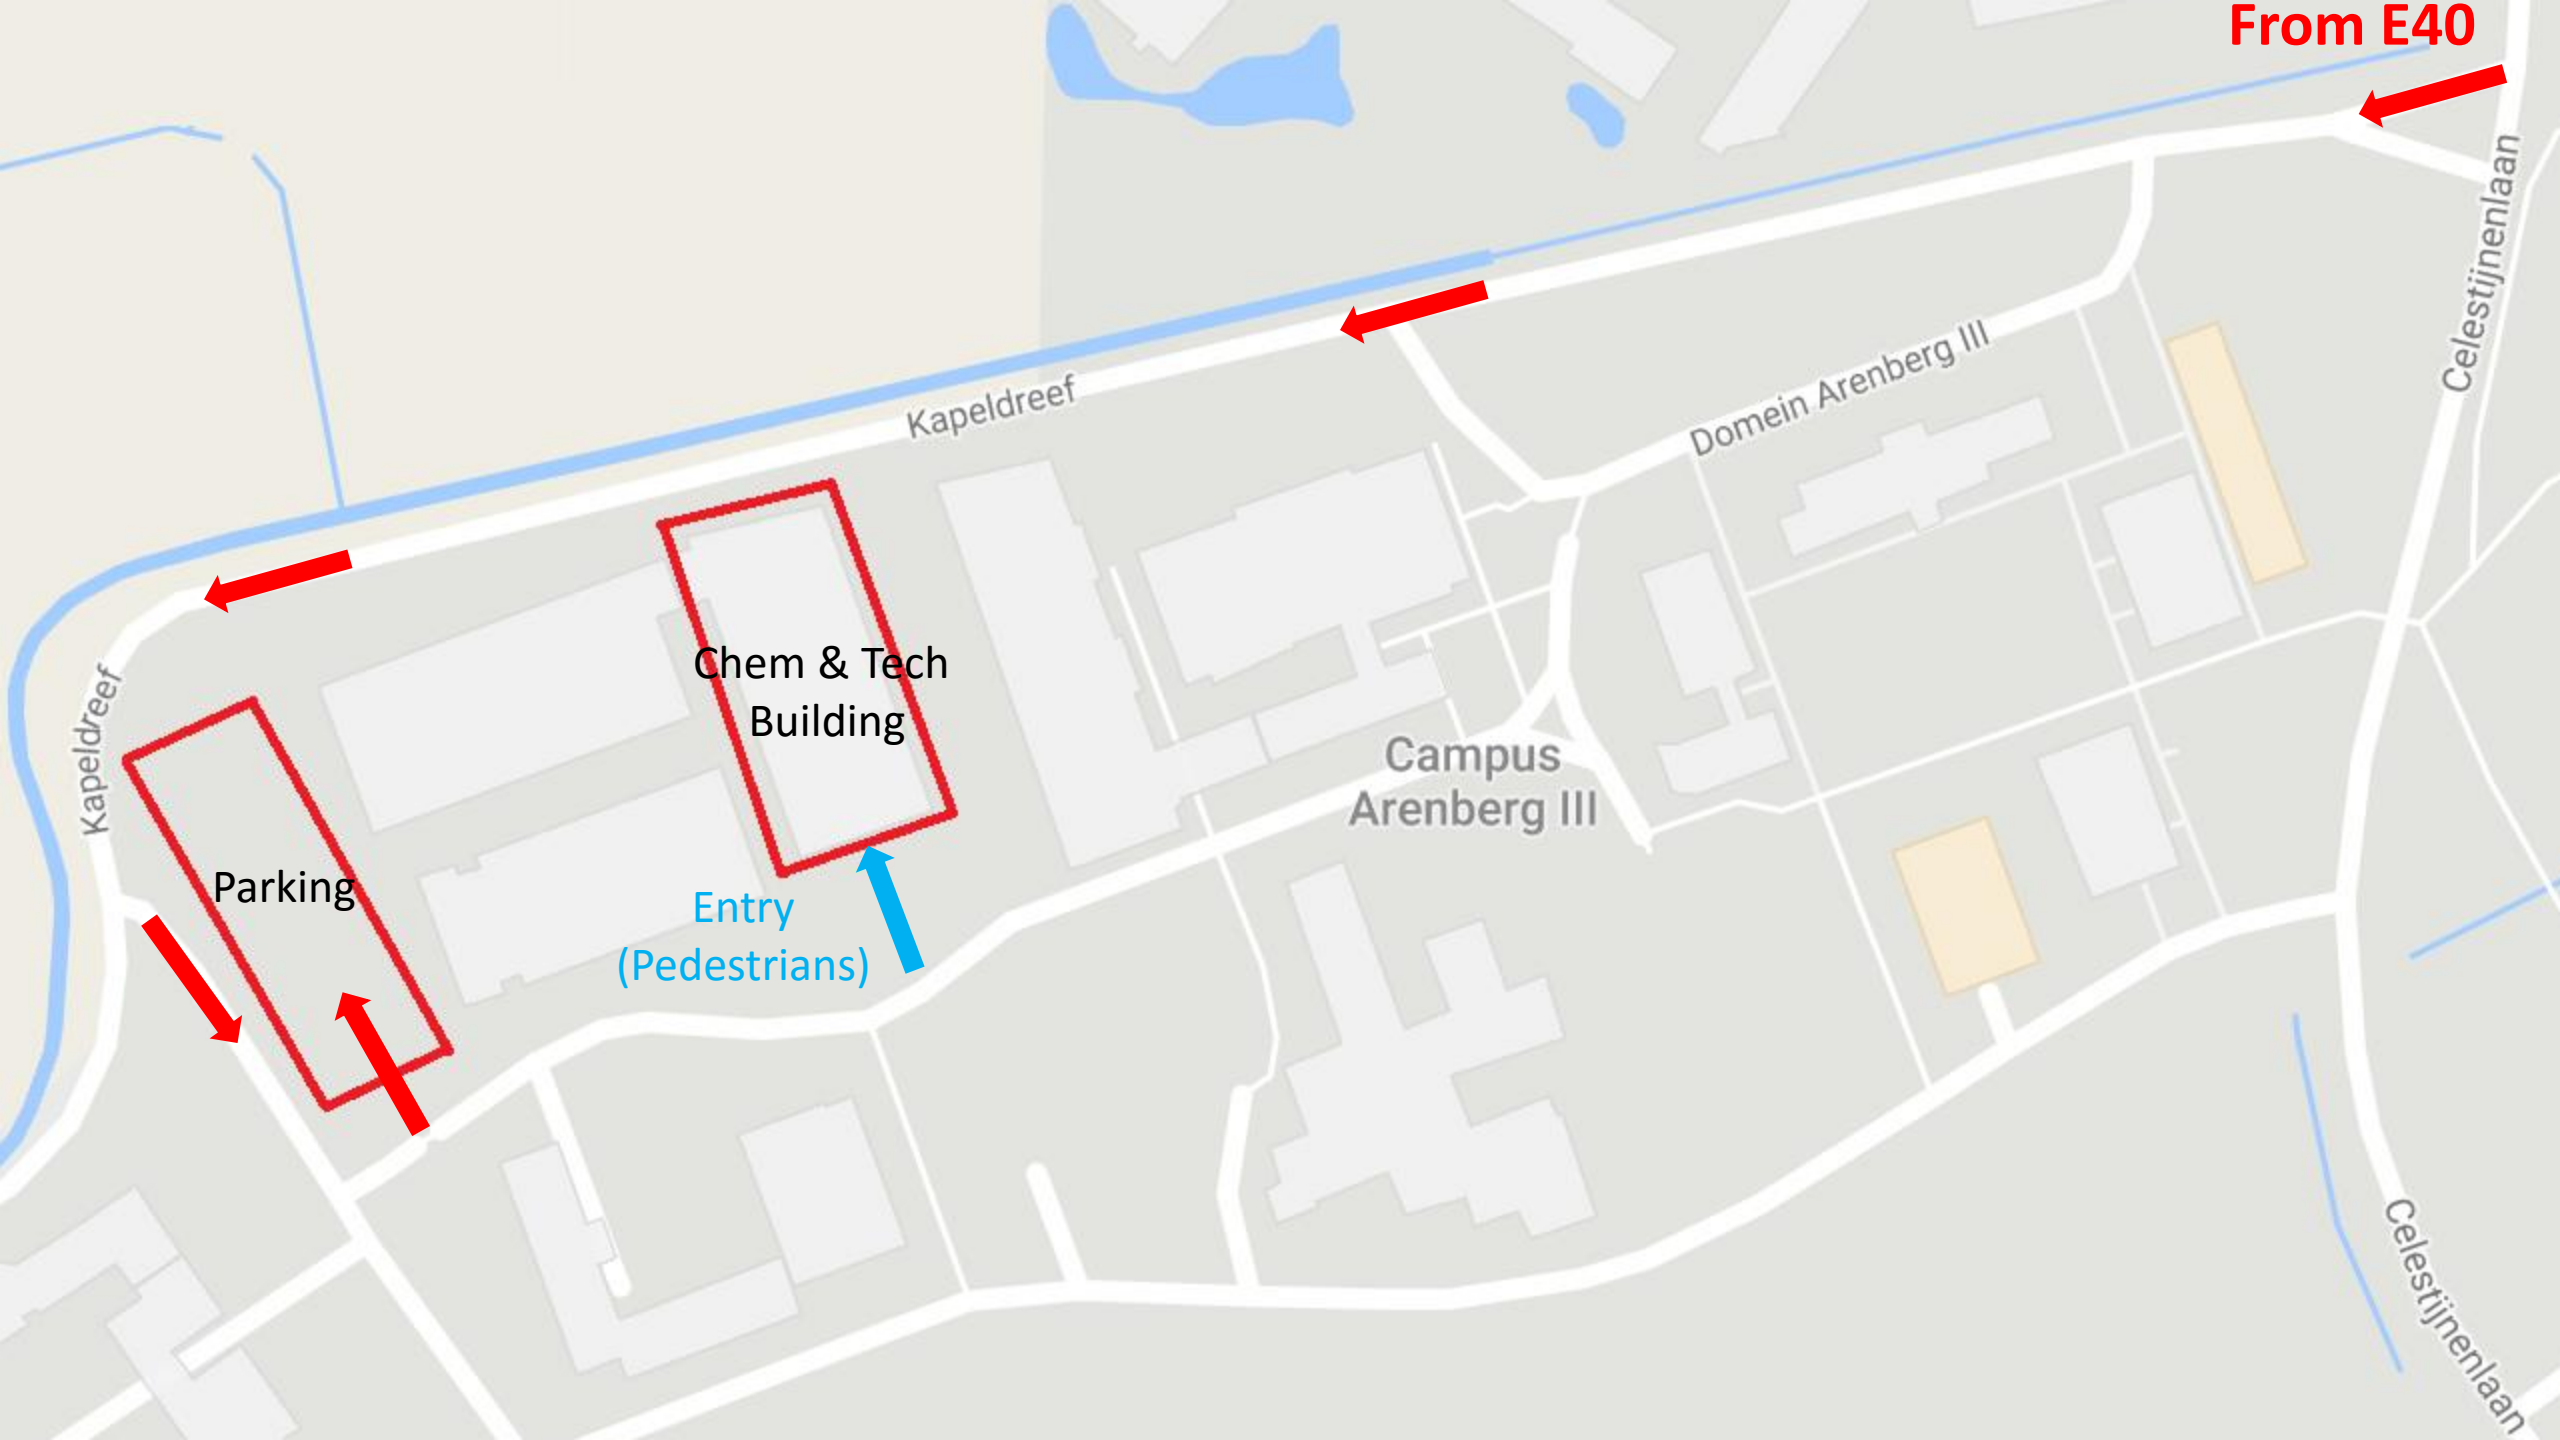 From E40
Celestijnenlaan
Kapeldreef
Domein Arenberg III
Chem & Tech
Building
Kapeldreef
Campus
Arenberg III
Parking
Entry
(Pedestrians)
Celestijnenlaan